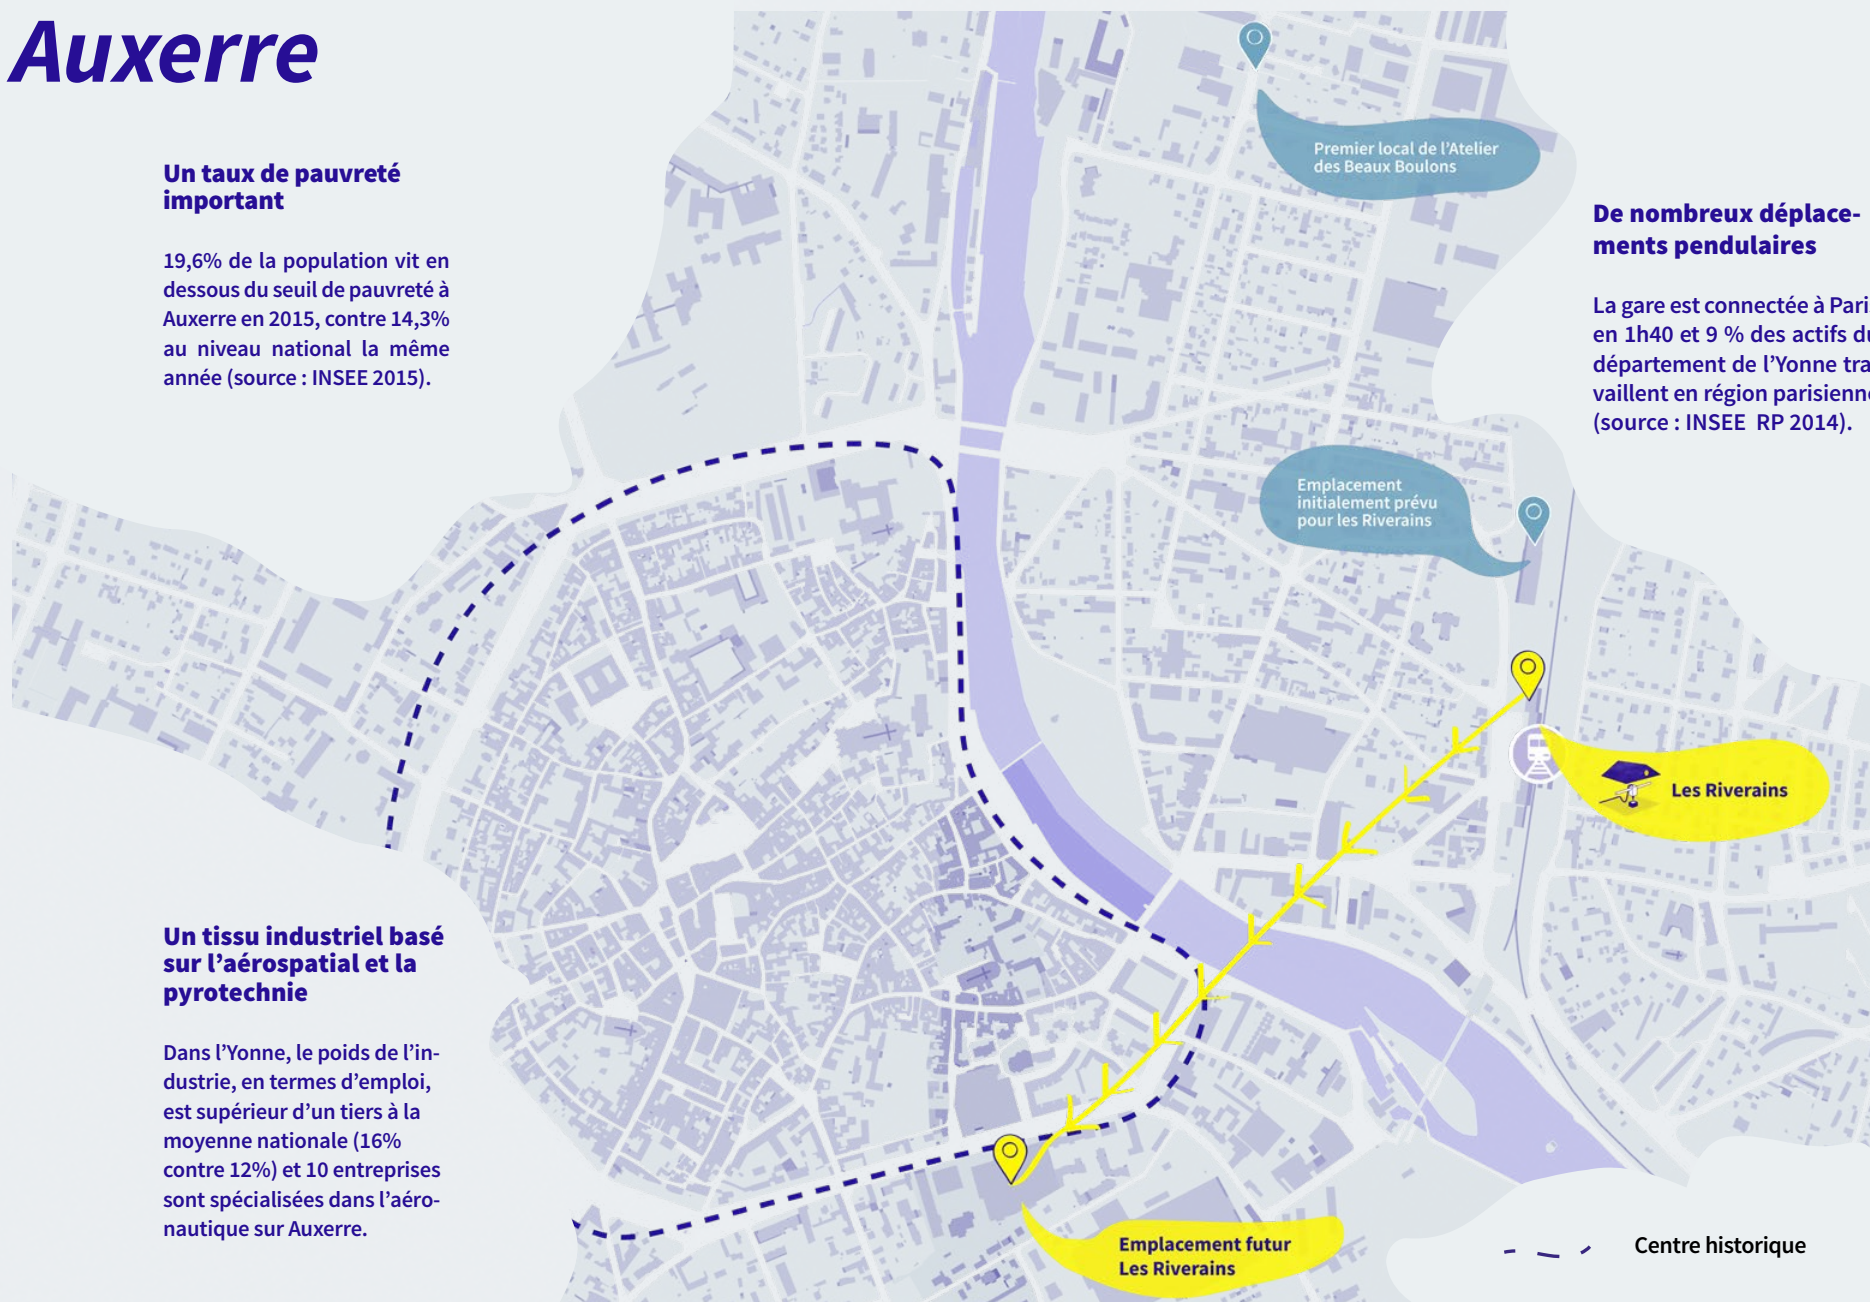 Auxerre
Un taux de pauvreté
important
19,6% de la population vit en
dessous du seuil de pauvreté à
Auxerre en 2015, contre 14,3%
au niveau national la même
année (source : INSEE 2015).
Un tissu industriel basé
sur l'aérospatial et la
pyrotechnie
Dans l'Yonne, le poids de l'in-
dustrie, en termes d'emploi,
est supérieur d'un tiers à la
moyenne nationale (16%
contre 12%) et 10 entreprises
sont spécialisées dans l'aéro-
nautique sur Auxerre.
Premier local de l'Atelier
des Beaux Boulons
Emplacement
initialement prévu
pour les Riverains
Les Riverains
Emplacement futur
Les Riverains
De nombreux déplace-
ments pendulaires
La gare est connectée à Paris
en 1h40 et 9 % des actifs du
département de l'Yonne tra
vaillent en région parisienne
(source : INSEE RP 2014).
Centre historique